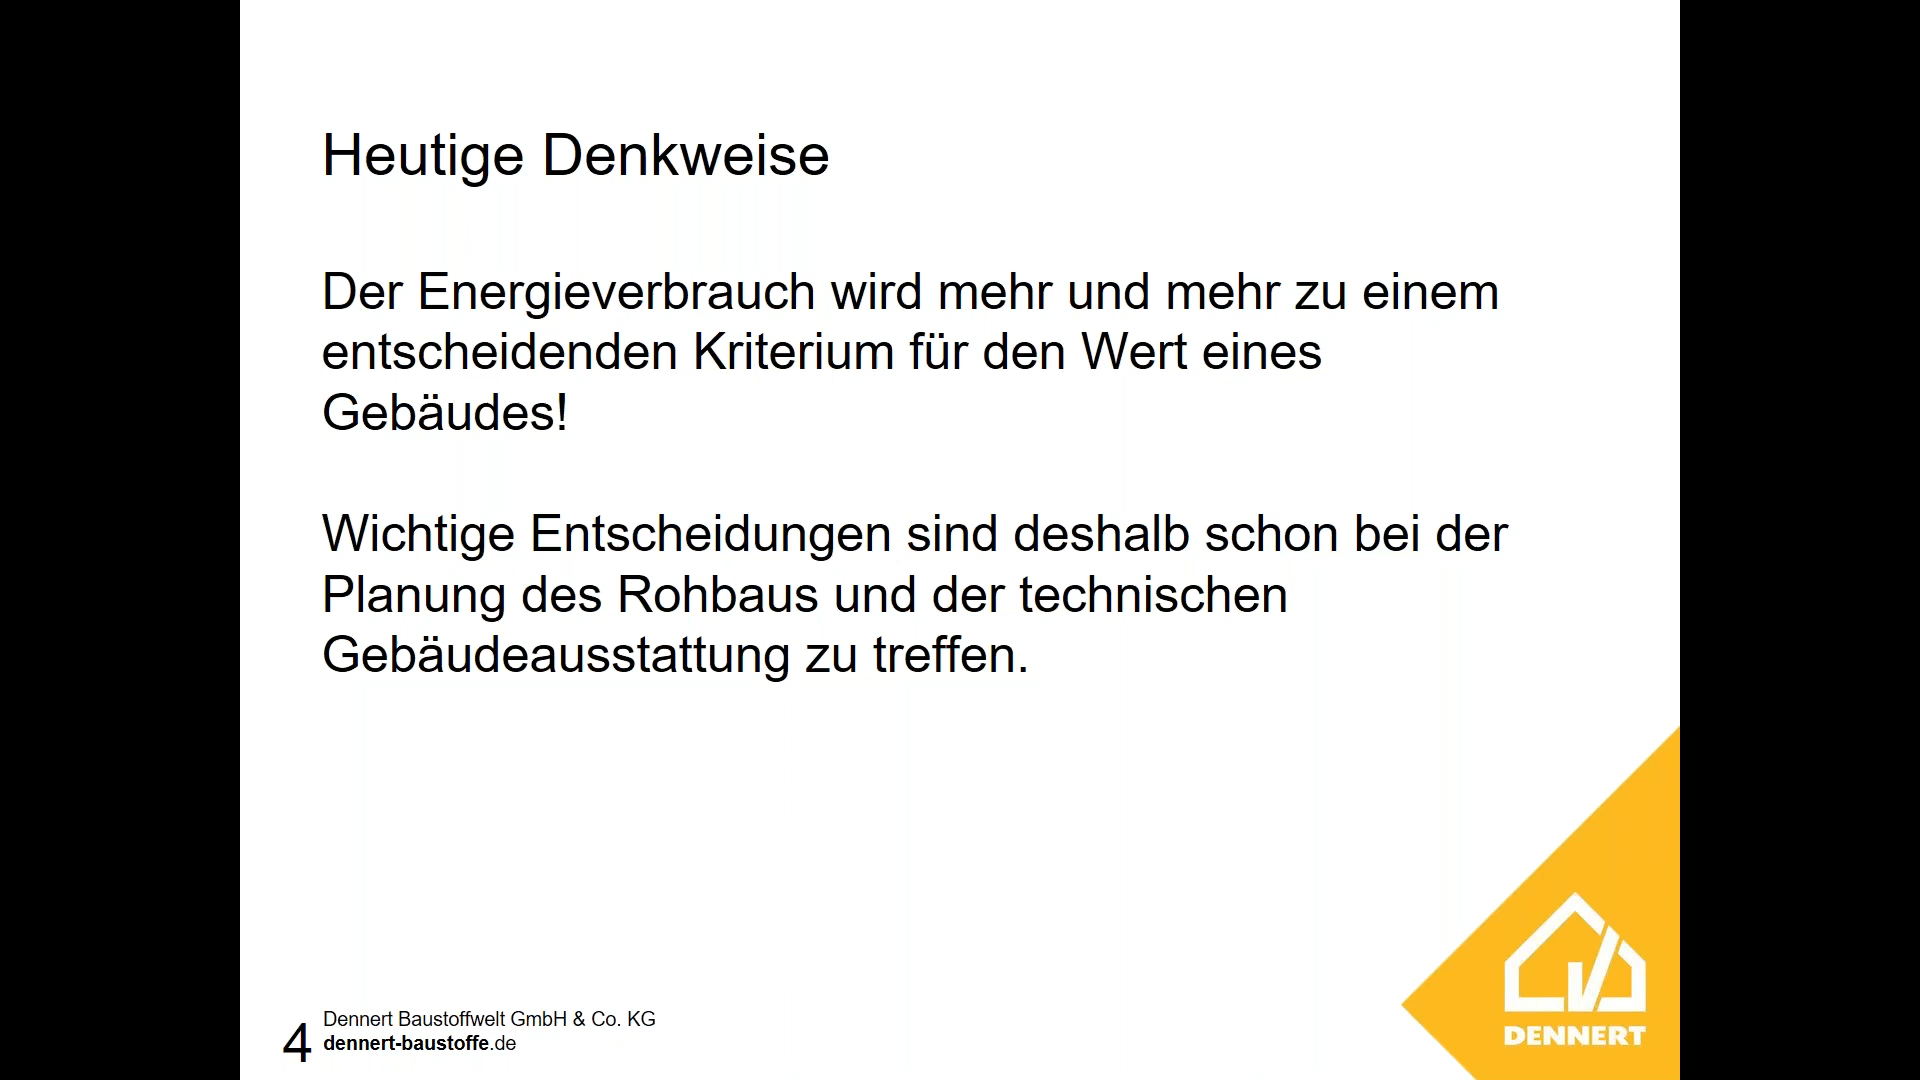 Heutige Denkweise
Der Energieverbrauch wird mehr und mehr zu einem
entscheidenden Kriterium für den Wert eines
Gebäudes!
Wichtige Entscheidungen sind deshalb schon bei der
Planung des Rohbaus und der technischen
Gebäudeausstattung zu treffen.
4
Dennert Baustoffwelt GmbH & Co. KG
dennert-baustoffe.de
DENNERT